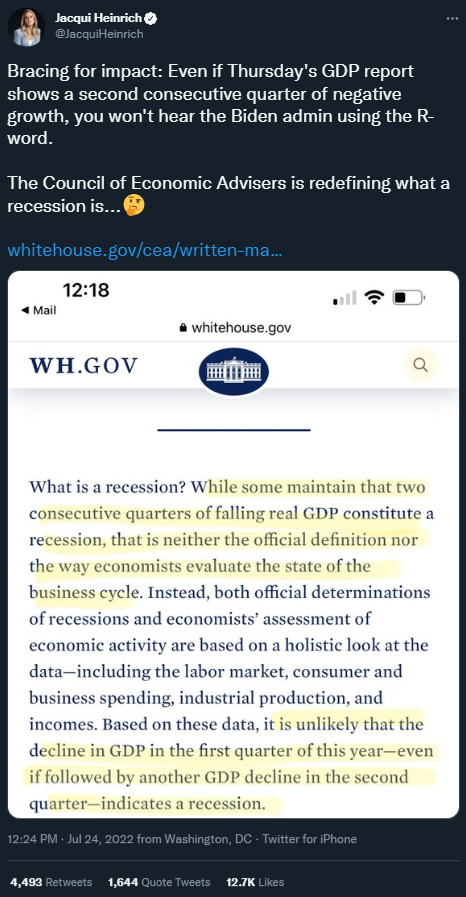 Jacqui Heinrich
@JacquiHeinrich
Bracing for impact: Even if Thursday's GDP report
shows a second consecutive quarter of negative
growth, you won't hear the Biden admin using the R-
word.
The Council of Economic Advisers is redefining what a
recession is...🤔
whitehouse.gov/cea/written-ma...
12:18
◄ Mail
whitehouse.gov
WH.GOV
What is a recession? While some maintain that two
consecutive quarters of falling real GDP constitute a
recession, that is neither the official definition nor
the way economists evaluate the state of the
business cycle. Instead, both official determinations
of recessions and economists’ assessment of
economic activity are based on a holistic look at the
data—including the labor market, consumer and
business spending, industrial production, and
incomes. Based on these data, it is unlikely that the
decline in GDP in the first quarter of this year—even
if followed by another GDP decline in the second
quarter—indicates a recession.
12:24 PM · Jul 24, 2022 from Washington, DC · Twitter for iPhone
4,493 Retweets 1,644 Quote Tweets 12.7K Likes